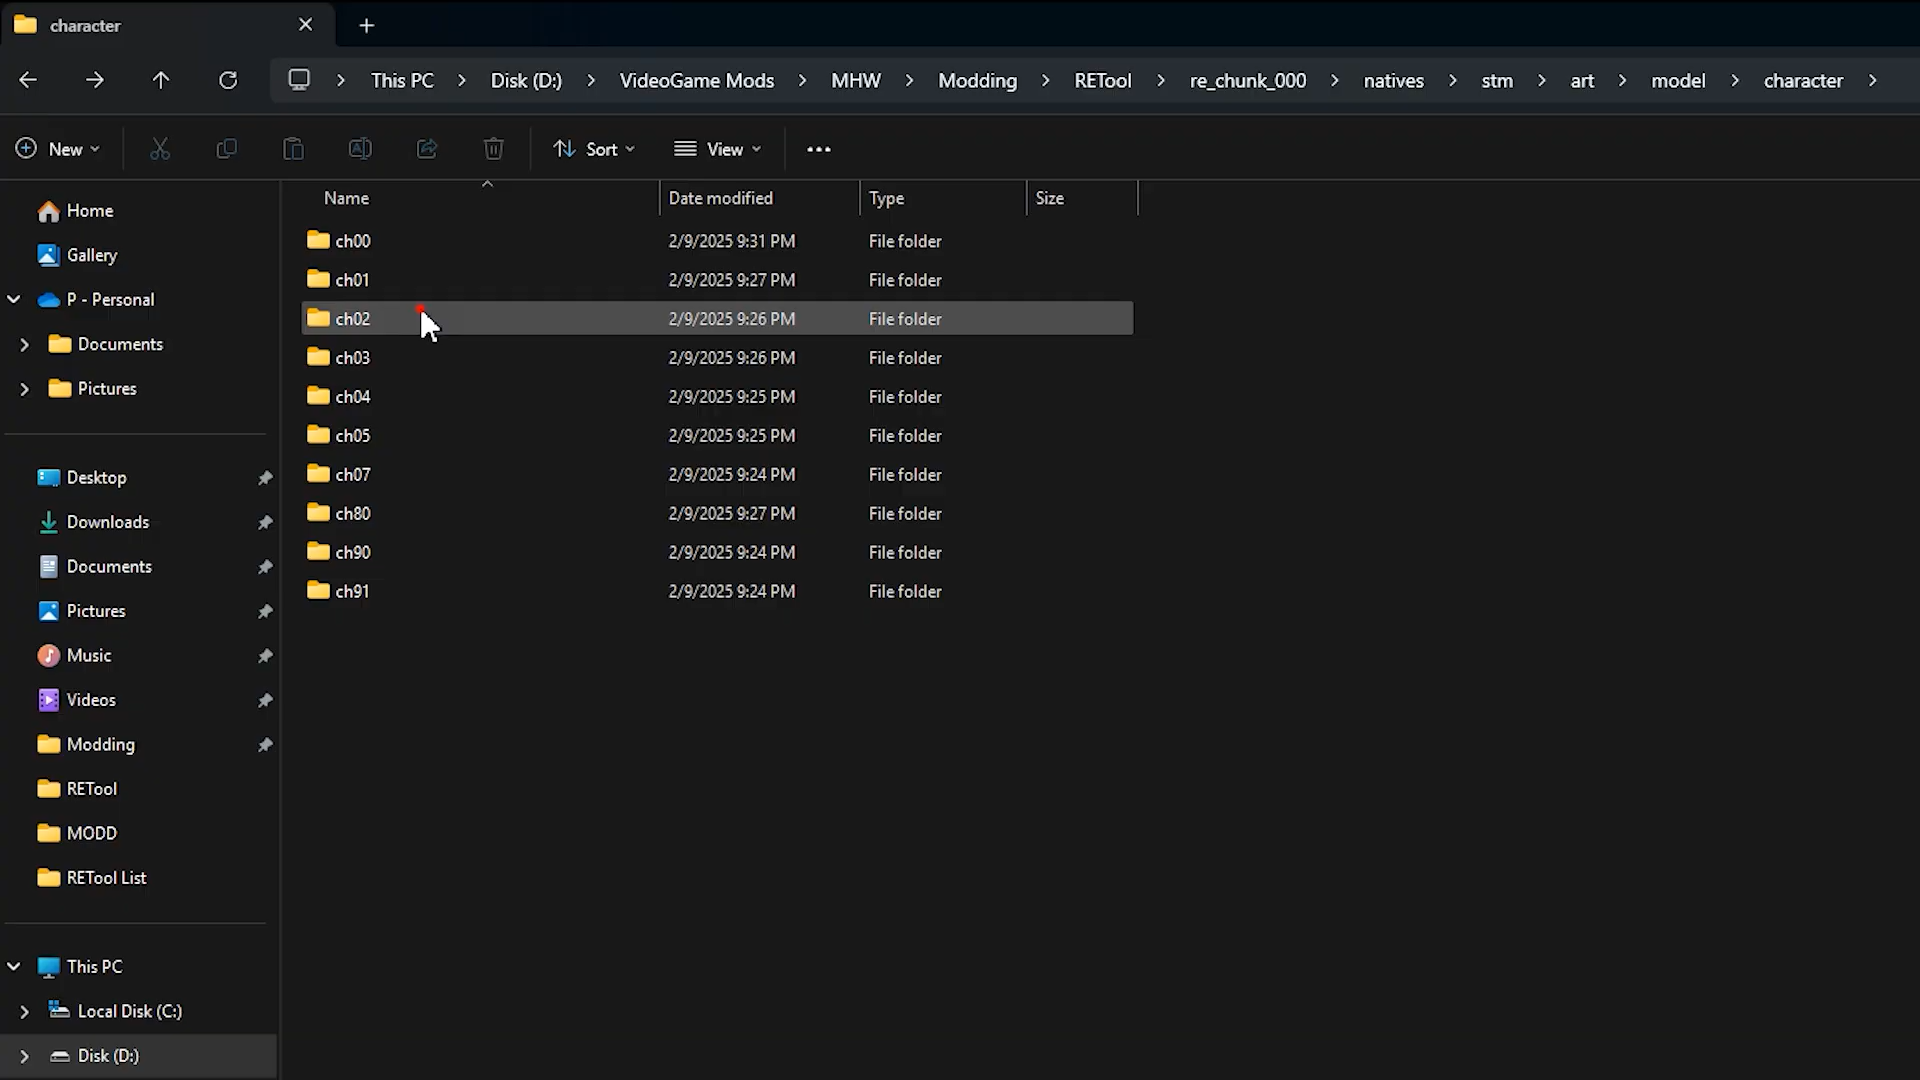 character
This PC > Disk (D:) > VideoGame Mods > MHW > Modding > RETool > re_chunk_000 > natives > stm > art > model > character >
New Sort View
Name Date modified Type Size
ch00 2/9/2025 9:31 PM File folder
ch01 2/9/2025 9:27 PM File folder
ch02 2/9/2025 9:26 PM File folder
ch03 2/9/2025 9:26 PM File folder
ch04 2/9/2025 9:25 PM File folder
ch05 2/9/2025 9:25 PM File folder
ch07 2/9/2025 9:24 PM File folder
ch80 2/9/2025 9:27 PM File folder
ch90 2/9/2025 9:24 PM File folder
ch91 2/9/2025 9:24 PM File folder
Home
Gallery
P - Personal
Documents
Pictures
Desktop
Downloads
Documents
Pictures
Music
Videos
Modding
RETool
MODD
RETool List
This PC
Local Disk (C:)
Disk (D:)